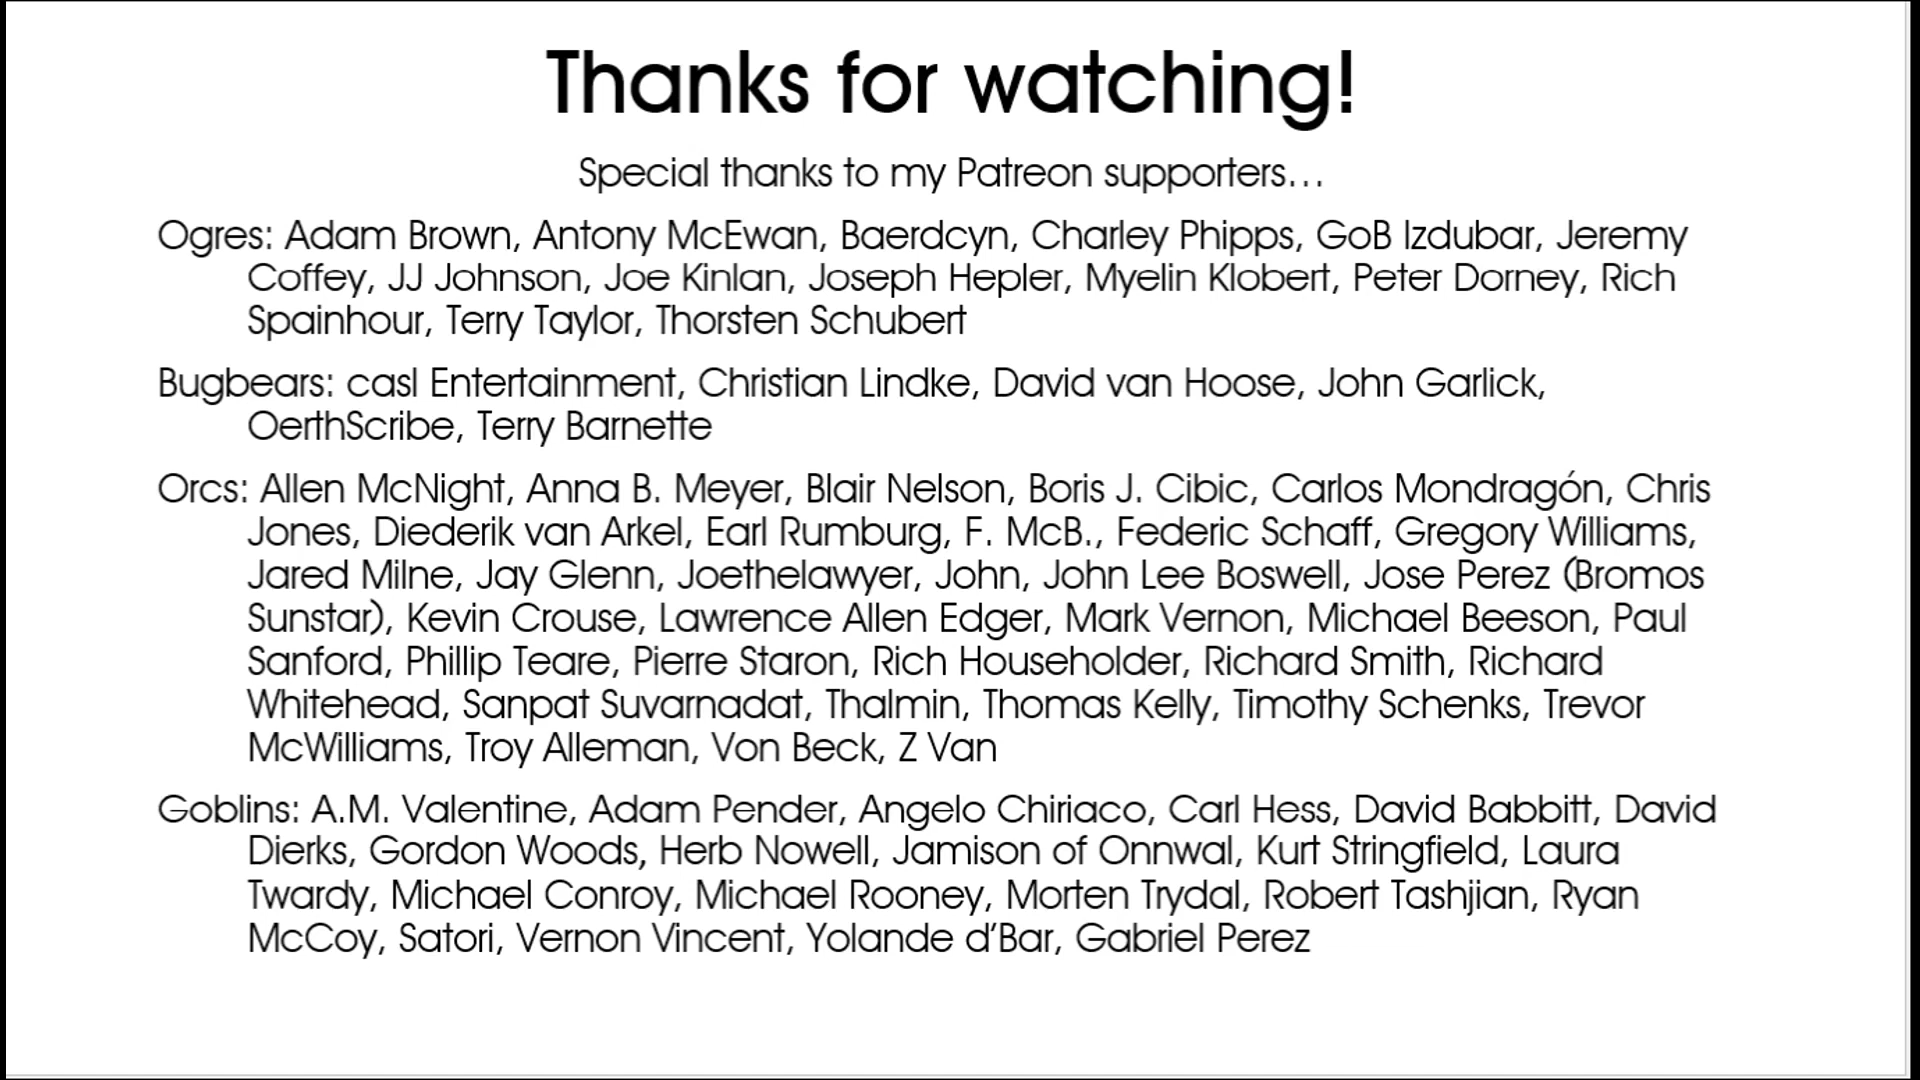 Thanks for watching!
Special thanks to my Patreon supporters…
Ogres: Adam Brown, Antony McEwan, Baerdcyn, Charley Phipps, GoB Izdubar, Jeremy
Coffey, JJ Johnson, Joe Kinlan, Joseph Hepler, Myelin Klobert, Peter Dorney, Rich
Spainhour, Terry Taylor, Thorsten Schubert
Bugbears: casl Entertainment, Christian Lindke, David van Hoose, John Garlick,
OerthScribe, Terry Barnette
Orcs: Allen McNight, Anna B. Meyer, Blair Nelson, Boris J. Cibic, Carlos Mondragón, Chris
Jones, Diederik van Arkel, Earl Rumburg, F. McB., Federic Schaff, Gregory Williams,
Jared Milne, Jay Glenn, Joethelawyer, John, John Lee Boswell, Jose Perez (Bromos
Sunstar), Kevin Crouse, Lawrence Allen Edger, Mark Vernon, Michael Beeson, Paul
Sanford, Phillip Teare, Pierre Staron, Rich Householder, Richard Smith, Richard
Whitehead, Sanpat Suvarnadat, Thalmin, Thomas Kelly, Timothy Schenks, Trevor
McWilliams, Troy Alleman, Von Beck, Z Van
Goblins: A.M. Valentine, Adam Pender, Angelo Chiriaco, Carl Hess, David Babbitt, David
Dierks, Gordon Woods, Herb Nowell, Jamison of Onnwal, Kurt Stringfield, Laura
Twardy, Michael Conroy, Michael Rooney, Morten Trydal, Robert Tashjian, Ryan
McCoy, Satori, Vernon Vincent, Yolande d’Bar, Gabriel Perez